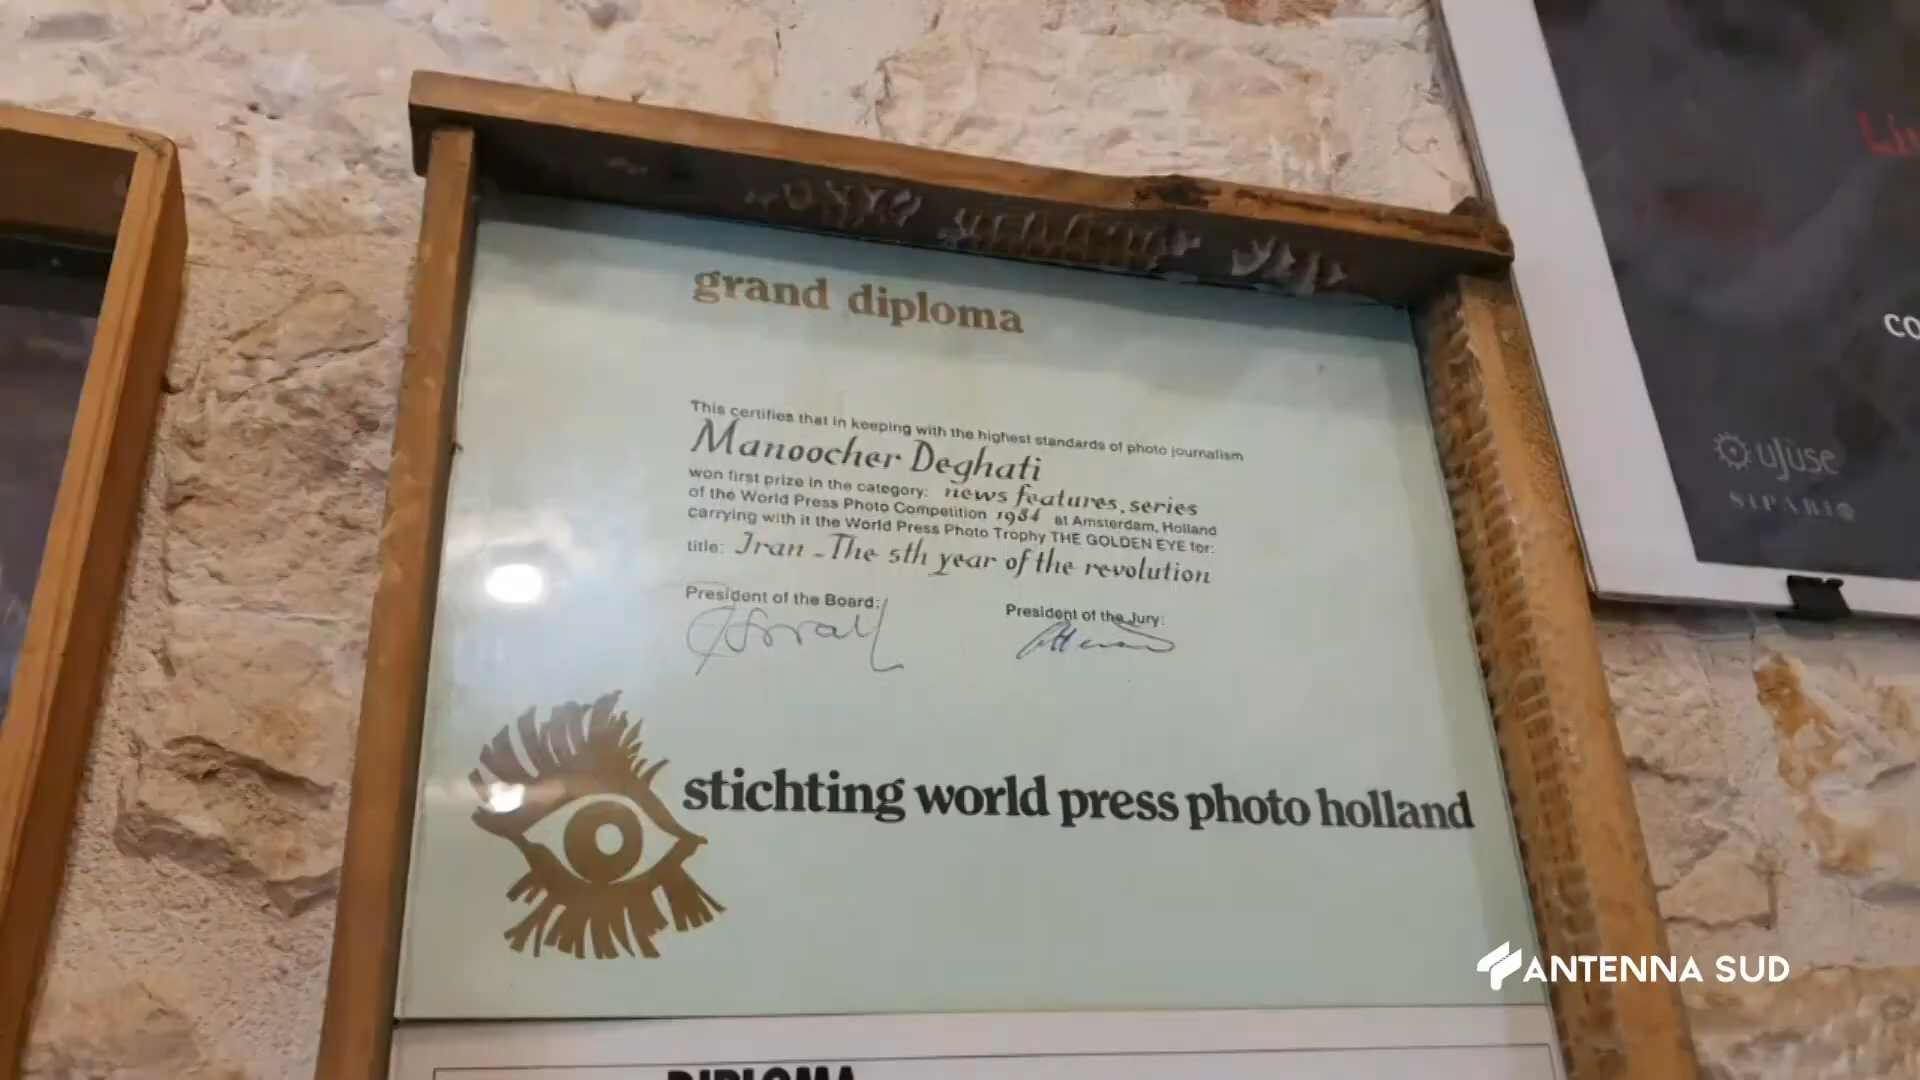 grand diploma
This certifies that in keeping with the highest standards of photo journalism
Manoocher Deghati
won first prize in the category: news features, series
of the World Press Photo Competition 1984 at Amsterdam, Holland
carrying with it the World Press Photo Trophy THE GOLDEN EYE for:
title: Iran - The 5th year of the revolution
President of the Board:
President of the Jury:
stichting world press photo holland
DIPLOMA
co
uJuse
SIPARIO
ANTENNA SUD